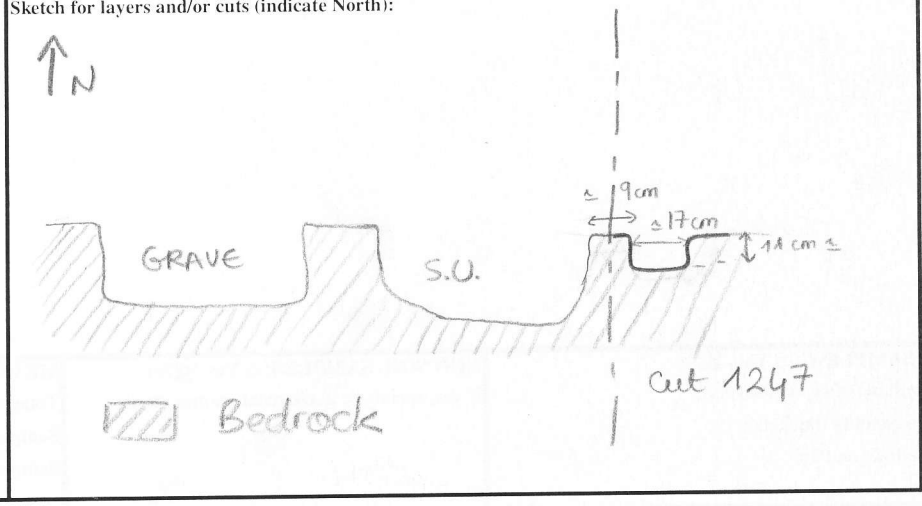 Sketch for layers and/or cuts (indicate North):
N
≃ 9cm
≃ 17cm
GRAVE
S.U.
11 cm ≃
cut 1247
Bedrock